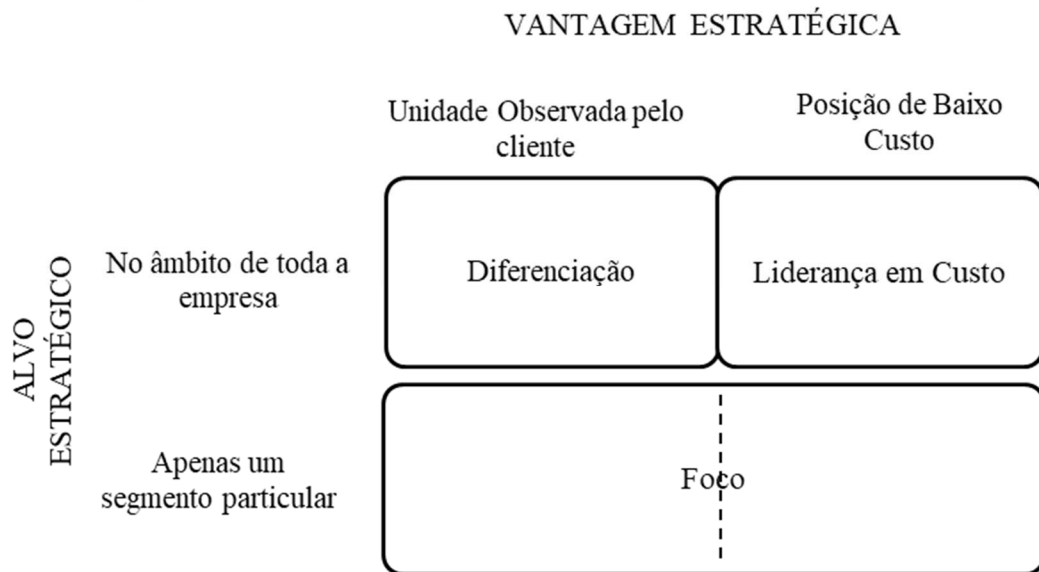 VANTAGEM ESTRATÉGICA
Unidade Observada pelo
cliente
Posição de Baixo
Custo
ALVO
ESTRATÉGICO
No âmbito de toda a
empresa
Diferenciação
Liderança em Custo
Apenas um
segmento particular
Foco